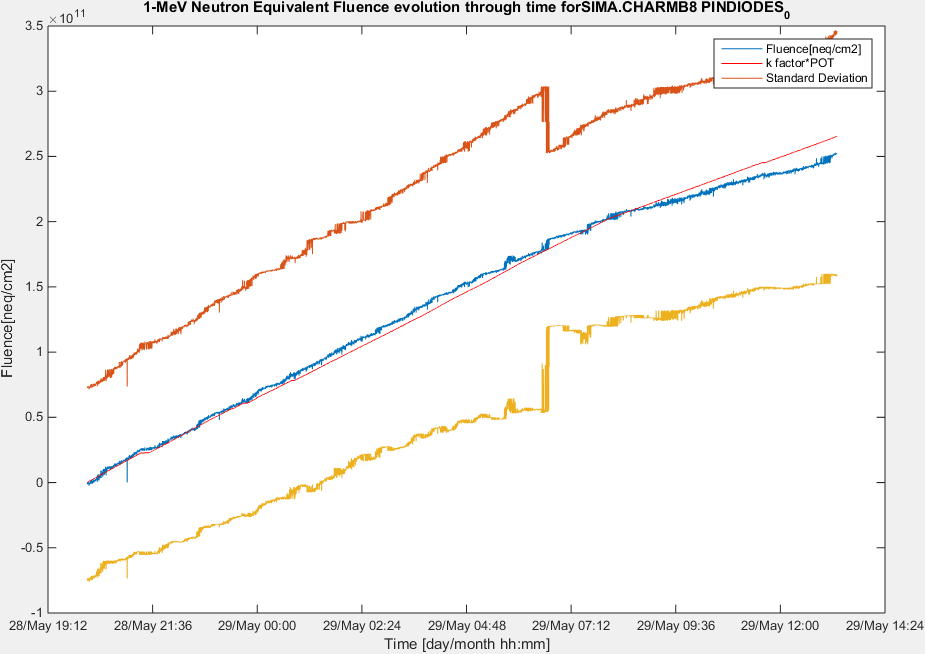 1-MeV Neutron Equivalent Fluence evolution through time forSIMA.CHARMB8 PINDIODES0
× 10^11
3.5
3
2.5
2
1.5
1
0.5
0
-0.5
-1
Fluence[neq/cm2]
Fluence[neq/cm2]
k factor*POT
Standard Deviation
28/May 19:12 28/May 21:36 29/May 00:00 29/May 02:24 29/May 04:48 29/May 07:12 29/May 09:36 29/May 12:00 29/May 14:24
Time [day/month hh:mm]